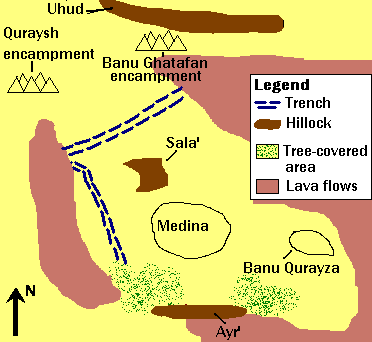 Uhud
Quraysh
encampment
Banu Ghatafan
encampment
Legend
Trench
Hillock
Tree-covered
area
Lava flows
Sala'
Medina
Banu Qurayza
N
Ayr'